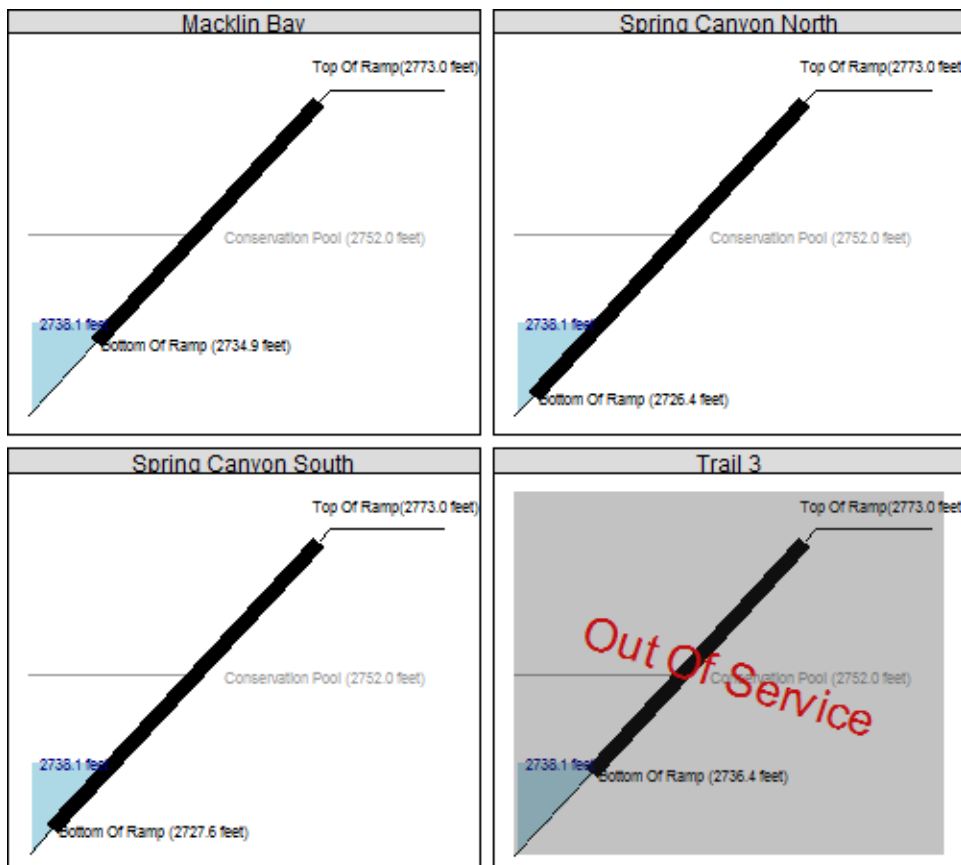 Macklin Bay
Top Of Ramp(2773.0 feet)
Conservation Pool (2752.0 feet)
2738.1 feet
Bottom Of Ramp (2734.9 feet)
Spring Canyon North
Top Of Ramp(2773.0 feet)
Conservation Pool (2752.0 feet)
2738.1 feet
Bottom Of Ramp (2726.4 feet)
Spring Canyon South
Top Of Ramp(2773.0 feet)
Conservation Pool (2752.0 feet)
2738.1 feet
Bottom Of Ramp (2727.6 feet)
Trail 3
Top Of Ramp(2773.0 feet)
Out Of Service
Conservation Pool (2752.0 feet)
2738.1 feet
Bottom Of Ramp (2736.4 feet)